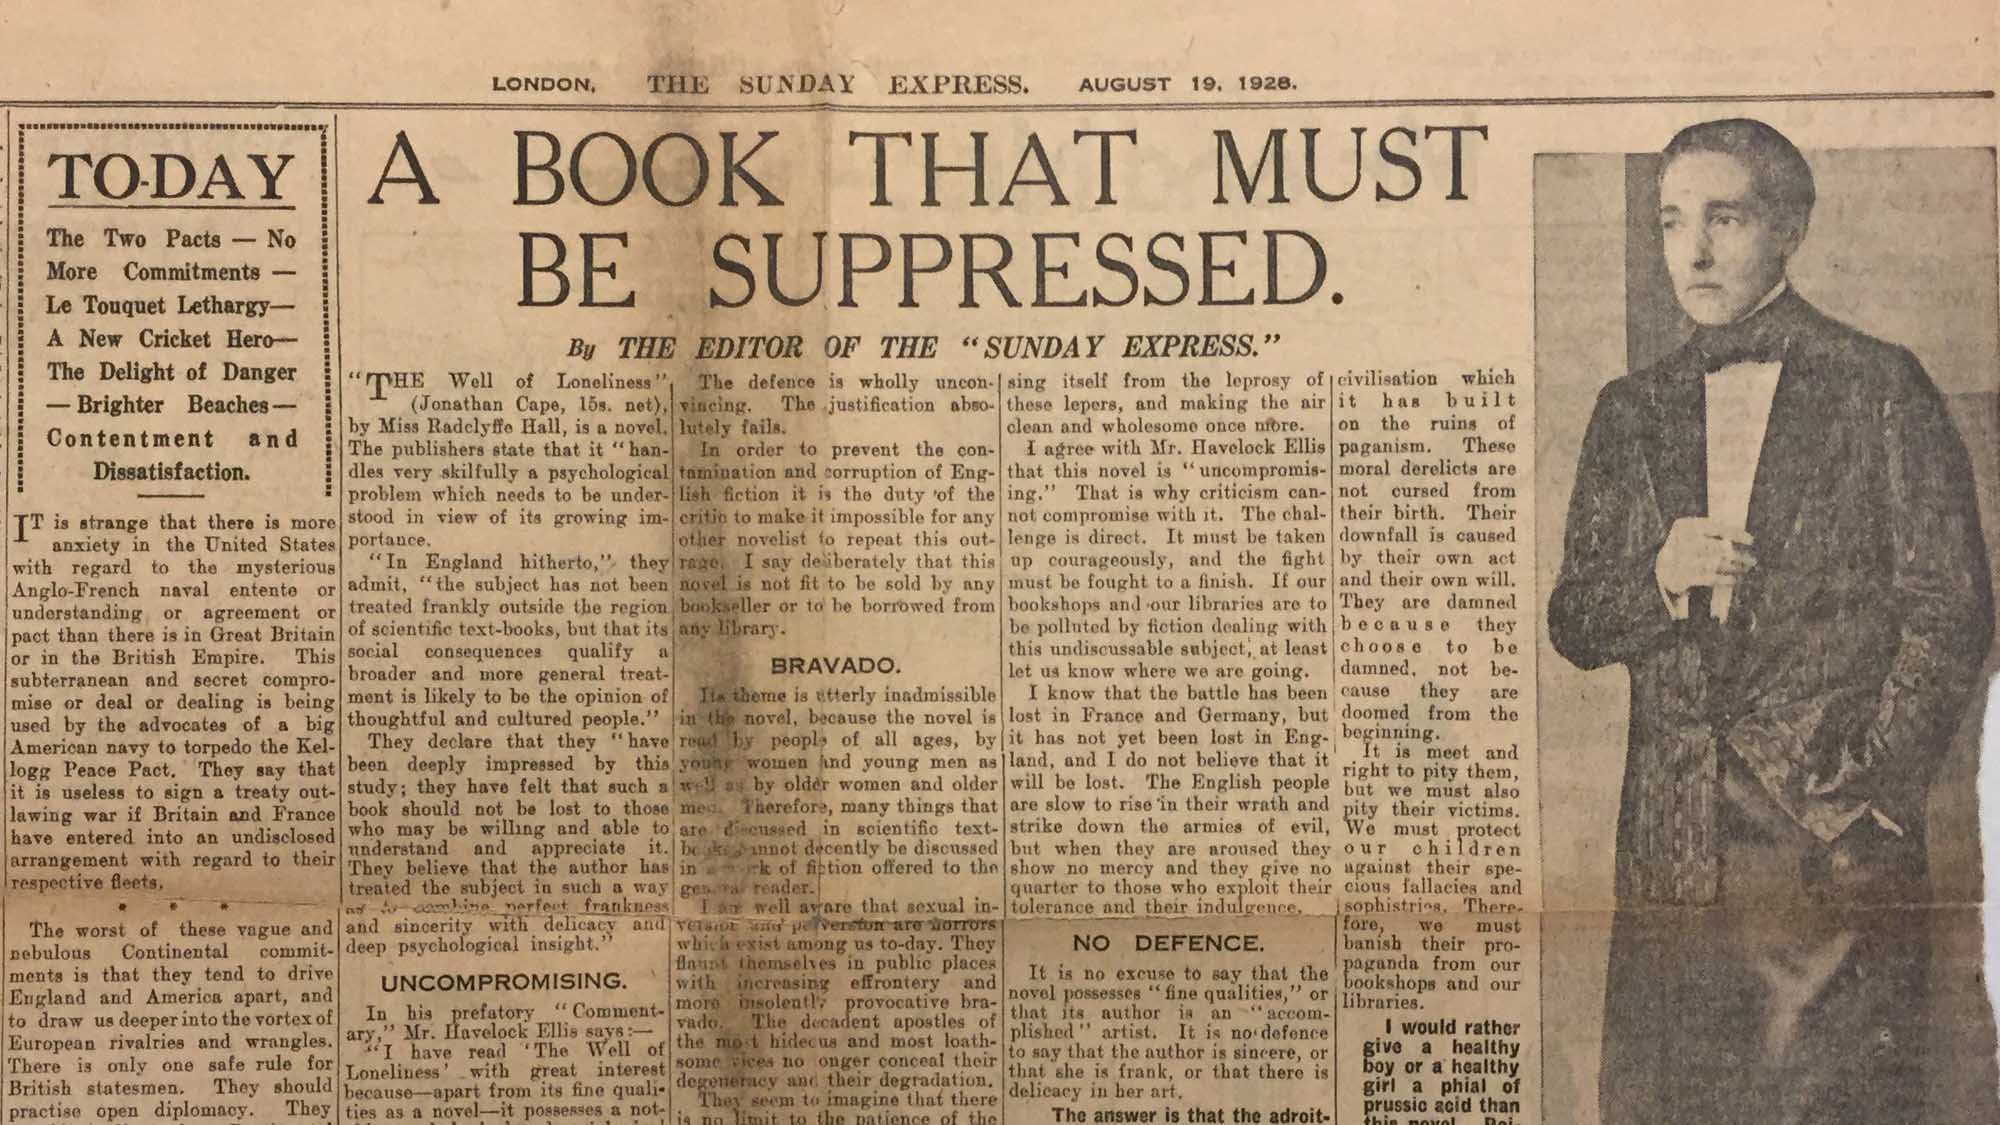 LONDON, THE SUNDAY EXPRESS. AUGUST 19, 1928.
TO-DAY
The Two Pacts — No
More Commitments —
Le Touquet Lethargy—
A New Cricket Hero—
The Delight of Danger
— Brighter Beaches—
Contentment and
Dissatisfaction.
IT is strange that there is more
anxiety in the United States
with regard to the mysterious
Anglo-French naval entente or
understanding or agreement or
pact than there is in Great Britain
or in the British Empire. This
subterranean and secret compro-
mise or deal or dealing is being
used by the advocates of a big
American navy to torpedo the Kel-
logg Peace Pact. They say that
it is useless to sign a treaty out-
lawing war if Britain and France
have entered into an undisclosed
arrangement with regard to their
respective fleets.
* * *
The worst of these vague and
nebulous Continental commit-
ments is that they tend to drive
England and America apart, and
to draw us deeper into the vortex of
European rivalries and wrangles.
There is only one safe rule for
British statesmen. They should
practise open diplomacy. They
A BOOK THAT MUST
BE SUPPRESSED.
By THE EDITOR OF THE "SUNDAY EXPRESS."
"THE Well of Loneliness"
(Jonathan Cape, 15s. net),
by Miss Radclyffe Hall, is a novel.
The publishers state that it "han-
dles very skilfully a psychological
problem which needs to be under-
stood in view of its growing im-
portance.
"In England hitherto," they
admit, "the subject has not been
treated frankly outside the region
of scientific text-books, but that its
social consequences qualify a
broader and more general treat-
ment is likely to be the opinion of
thoughtful and cultured people."
They declare that they "have
been deeply impressed by this
study; they have felt that such a
book should not be lost to those
who may be willing and able to
understand and appreciate it.
They believe that the author has
treated the subject in such a way
as to combine perfect frankness
and sincerity with delicacy and
deep psychological insight."
UNCOMPROMISING.
In his prefatory "Comment-
ary," Mr. Havelock Ellis says:—
"I have read 'The Well of
Loneliness' with great interest
because—apart from its fine quali-
ties as a novel—it possesses a not-
The defence is wholly uncon-
vincing. The justification abso-
lutely fails.
In order to prevent the con-
tamination and corruption of Eng-
lish fiction it is the duty of the
critic to make it impossible for any
other novelist to repeat this out-
rage. I say deliberately that this
novel is not fit to be sold by any
bookseller or to be borrowed from
any library.
BRAVADO.
Its theme is utterly inadmissible
in the novel, because the novel is
read by people of all ages, by
young women and young men as
well as by older women and older
men. Therefore, many things that
are discussed in scientific text-
books cannot decently be discussed
in a work of fiction offered to the
general reader.
I am well aware that sexual in-
version and perversion are horrors
which exist among us to-day. They
flaunt themselves in public places
with increasing effrontery and
more insolently provocative bra-
vado. The decadent apostles of
the most hideous and most loath-
some vices no longer conceal their
degeneracy and their degradation.
They seem to imagine that there
is no limit to the patience of the
sing itself from the leprosy of
these lepers, and making the air
clean and wholesome once more.
I agree with Mr. Havelock Ellis
that this novel is "uncompromis-
ing." That is why criticism can-
not compromise with it. The chal-
lenge is direct. It must be taken
up courageously, and the fight
must be fought to a finish. If our
bookshops and our libraries are to
be polluted by fiction dealing with
this undiscussable subject, at least
let us know where we are going.
I know that the battle has been
lost in France and Germany, but
it has not yet been lost in Eng-
land, and I do not believe that it
will be lost. The English people
are slow to rise in their wrath and
strike down the armies of evil,
but when they are aroused they
show no mercy and they give no
quarter to those who exploit their
tolerance and their indulgence.
NO DEFENCE.
It is no excuse to say that the
novel possesses "fine qualities," or
that its author is an "accom-
plished" artist. It is no defence
to say that the author is sincere, or
that she is frank, or that there is
delicacy in her art.
The answer is that the adroit-
civilisation which
it has built
on the ruins of
paganism. These
moral derelicts are
not cursed from
their birth. Their
downfall is caused
by their own act
and their own will.
They are damned
because they
choose to be
damned, not be-
cause they are
doomed from the
beginning.
It is meet and
right to pity them,
but we must also
pity their victims.
We must protect
our children
against their spe-
cious fallacies and
sophistries. There-
fore, we must
banish their pro-
paganda from our
bookshops and our
libraries.
I would rather
give a healthy
boy or a healthy
girl a phial of
prussic acid than
this novel. Poi-